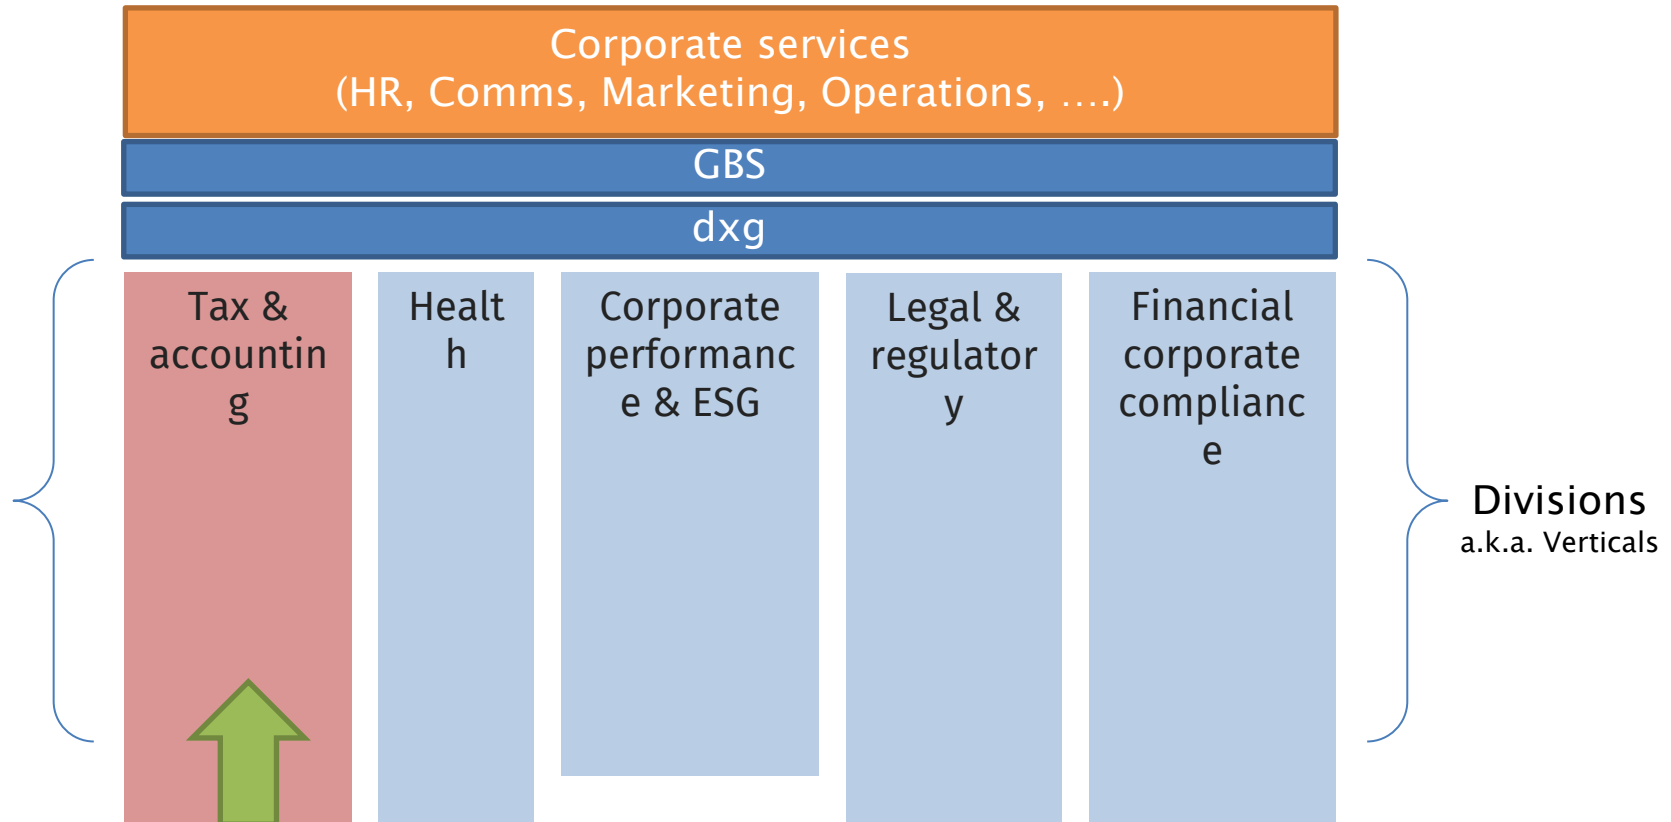 Corporate services
(HR, Comms, Marketing, Operations, ....)
GBS
dxg
Tax &
accountin
g
Healt
h
Corporate
performanc
e & ESG
Legal &
regulator
y
Financial
corporate
complianc
e
Divisions
a.k.a. Verticals